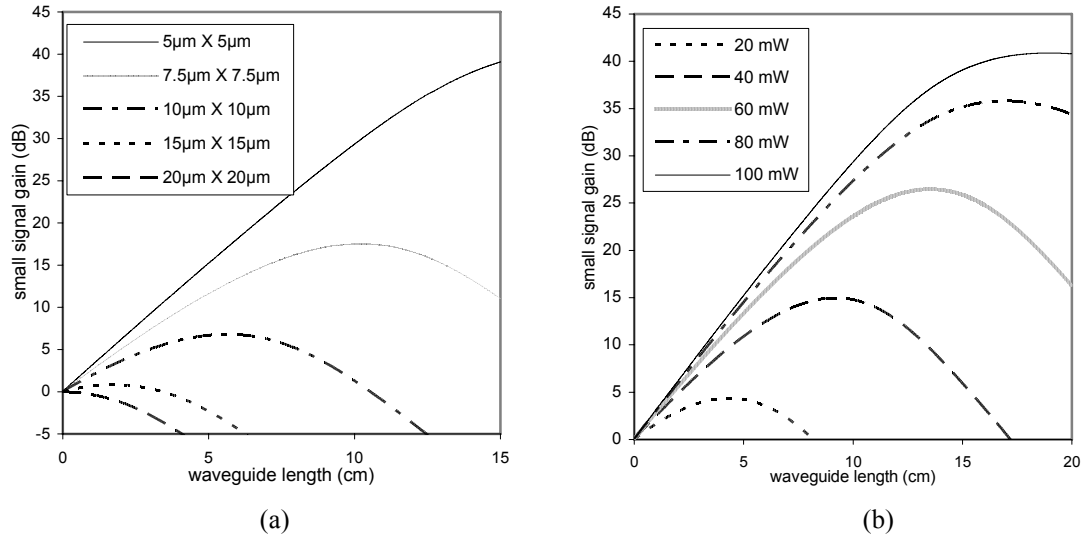 45
40
35
30
25
20
15
10
5
0
-5
small signal gain (dB)
5µm X 5µm
7.5µm X 7.5µm
10µm X 10µm
15µm X 15µm
20µm X 20µm
0 5 10 15
waveguide length (cm)
(a)
45
40
35
30
25
20
15
10
5
0
small signal gain (dB)
20 mW
40 mW
60 mW
80 mW
100 mW
0 5 10 15 20
waveguide length (cm)
(b)